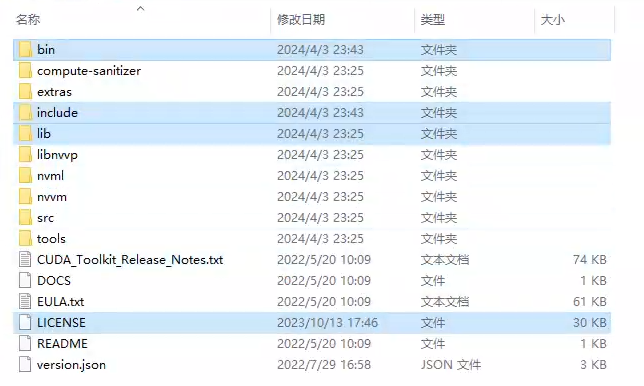 名称 修改日期 类型 大小
bin 2024/4/3 23:43 文件夹
compute-sanitizer 2024/4/3 23:25 文件夹
extras 2024/4/3 23:25 文件夹
include 2024/4/3 23:43 文件夹
lib 2024/4/3 23:25 文件夹
libnvvp 2024/4/3 23:25 文件夹
nvml 2024/4/3 23:25 文件夹
nvvm 2024/4/3 23:25 文件夹
src 2024/4/3 23:25 文件夹
tools 2024/4/3 23:25 文件夹
CUDA_Toolkit_Release_Notes.txt 2022/5/20 10:09 文本文档 74 KB
DOCS 2022/5/20 10:09 文件 1 KB
EULA.txt 2022/5/20 10:09 文本文档 61 KB
LICENSE 2023/10/13 17:46 文件 30 KB
README 2022/5/20 10:09 文件 1 KB
version.json 2022/7/29 16:58 JSON 文件 3 KB